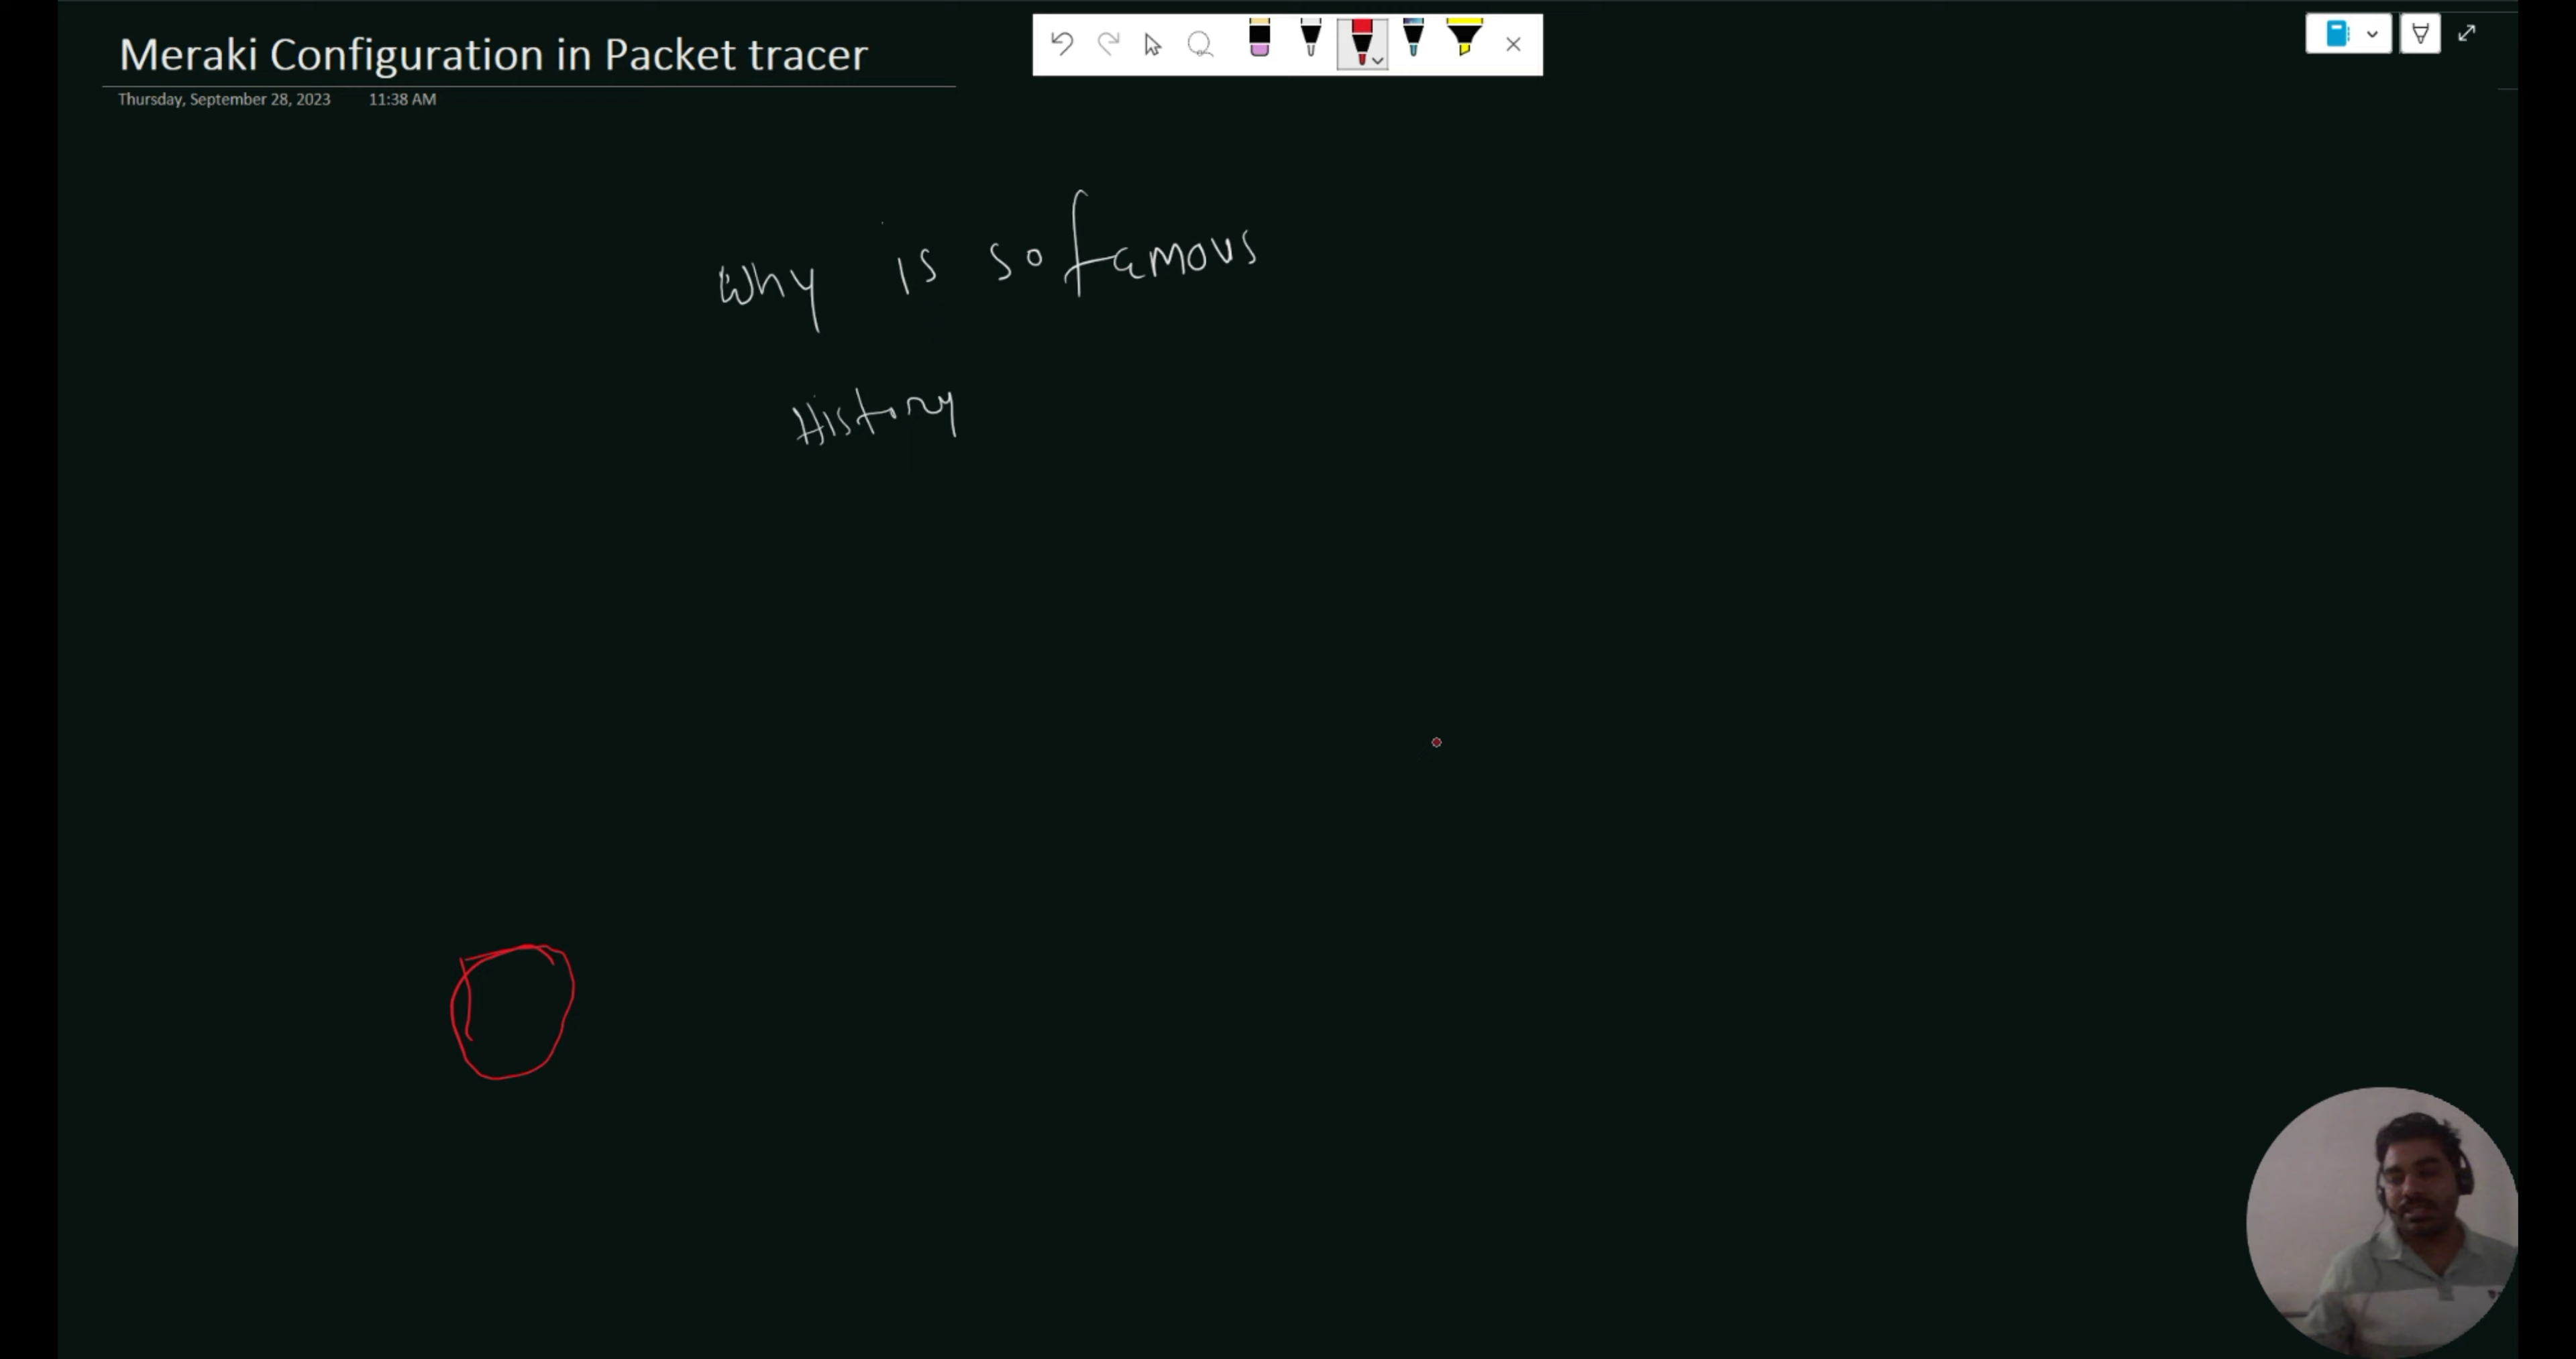 Meraki Configuration in Packet tracer
Thursday, September 28, 2023 11:38 AM
Why is so famous
History